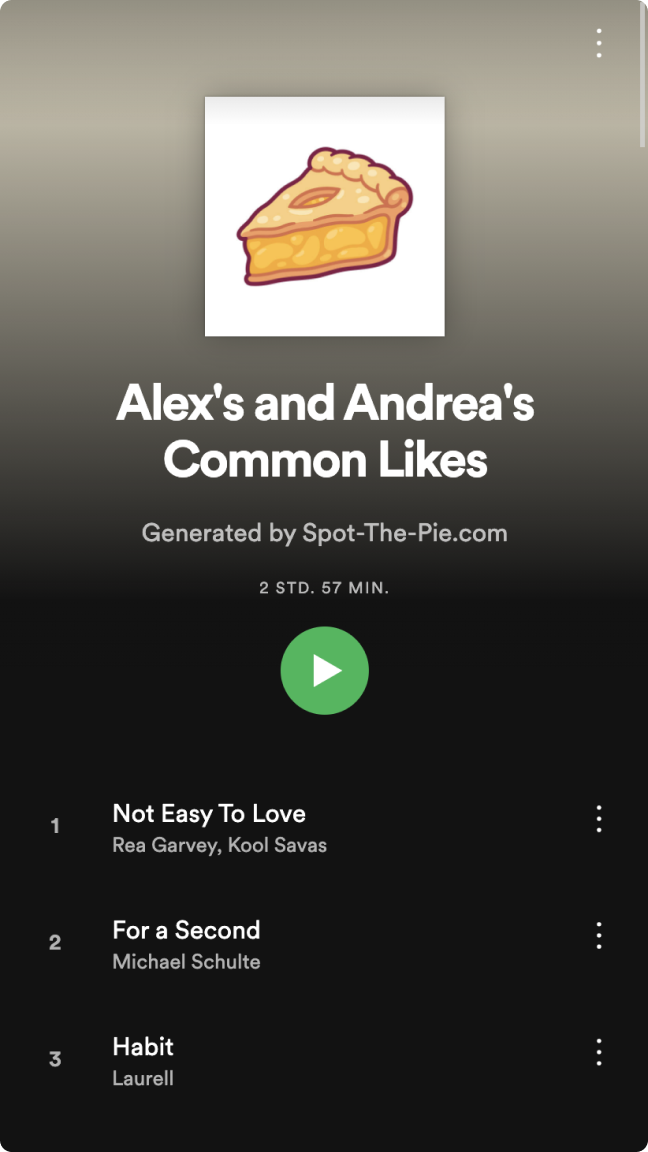 Alex's and Andrea's
Common Likes
Generated by Spot-The-Pie.com
2 STD. 57 MIN.
1
Not Easy To Love
Rea Garvey, Kool Savas
2
For a Second
Michael Schulte
3
Habit
Laurell